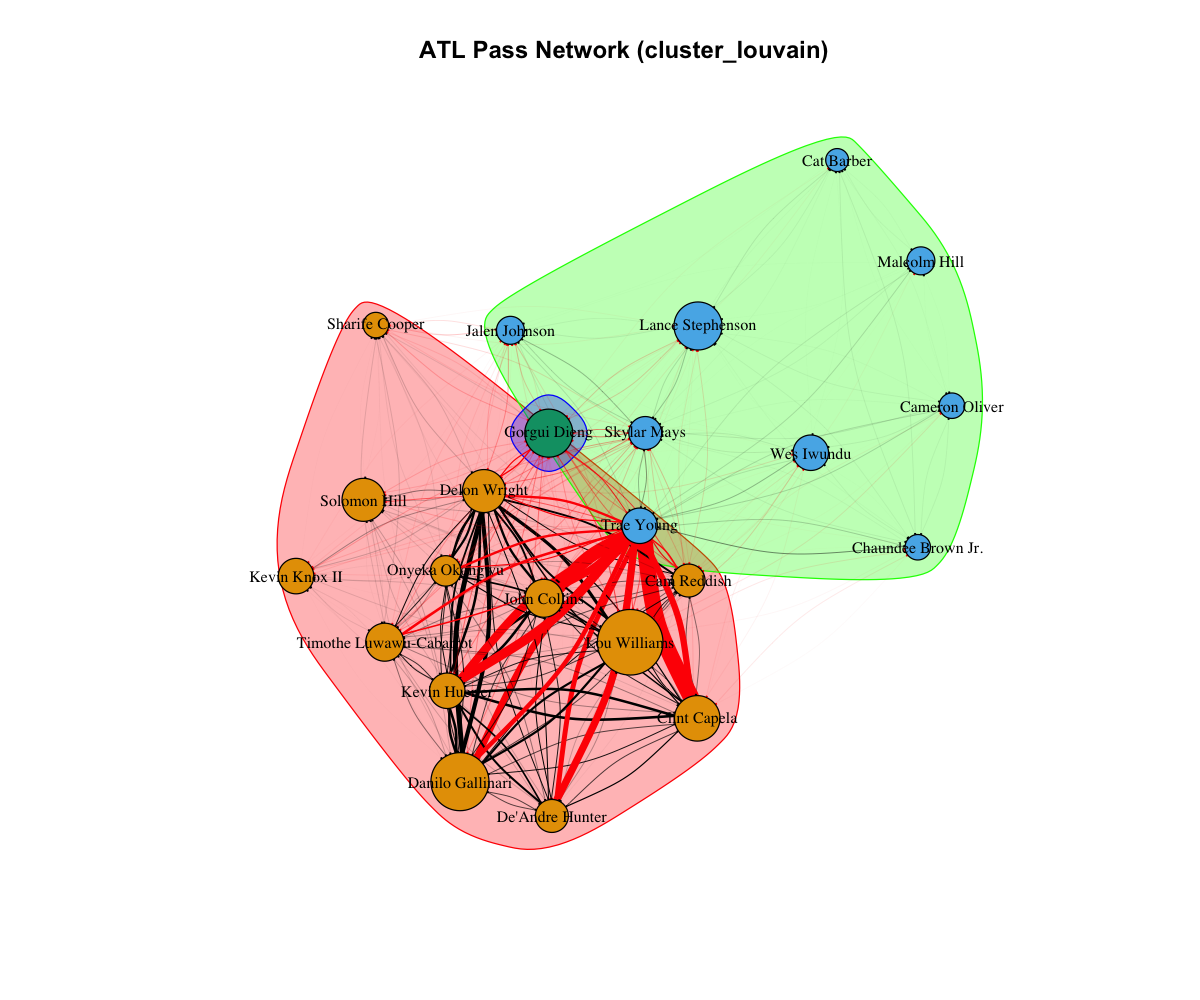 ATL Pass Network (cluster_louvain)
Cat Barber
Malcolm Hill
Sharife Cooper
Jalen Johnson
Lance Stephenson
Cameron Oliver
Gorgui Dieng
Skylar Mays
Wes Iwundu
Delon Wright
Solomon Hill
Trae Young
Chaundee Brown Jr.
Kevin Knox II
Onyeka Okongwu
Cam Reddish
John Collins
Timothe Luwawu-Cabarrot
Lou Williams
Kevin Huerter
Clint Capela
Danilo Gallinari
De'Andre Hunter